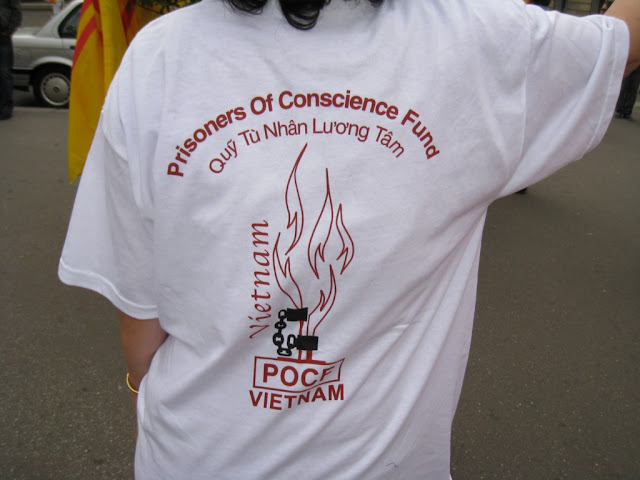 Prisoners Of Conscience Fund
Quỹ Tù Nhân Lương Tâm
Vietnam
POCF
VIETNAM